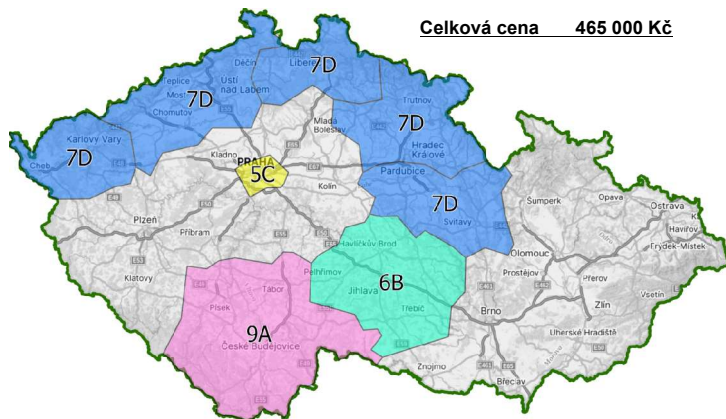 Celková cena 465 000 Kč
Děčín
Liberec
7D
Teplice
Ústí
nad Labem
Most
Chomutov
7D
Trutnov
7D
Mladá
Boleslav
Karlovy Vary
7D
Cheb
Kladno
PRAHA
5C
Hradec
Králové
Pardubice
Kolín
7D
Svitavy
Šumperk
Opava
Ostrava
Havířov
Frýdek-Místek
Plzeň
Příbram
Olomouc
Klatovy
Havlíčkův Brod
Pelhřimov
6B
Jihlava
Třebíč
Prostějov
Přerov
Vsetín
Zlín
Písek
Tábor
9A
České Budějovice
Brno
Uherské Hradiště
Znojmo
Břeclav